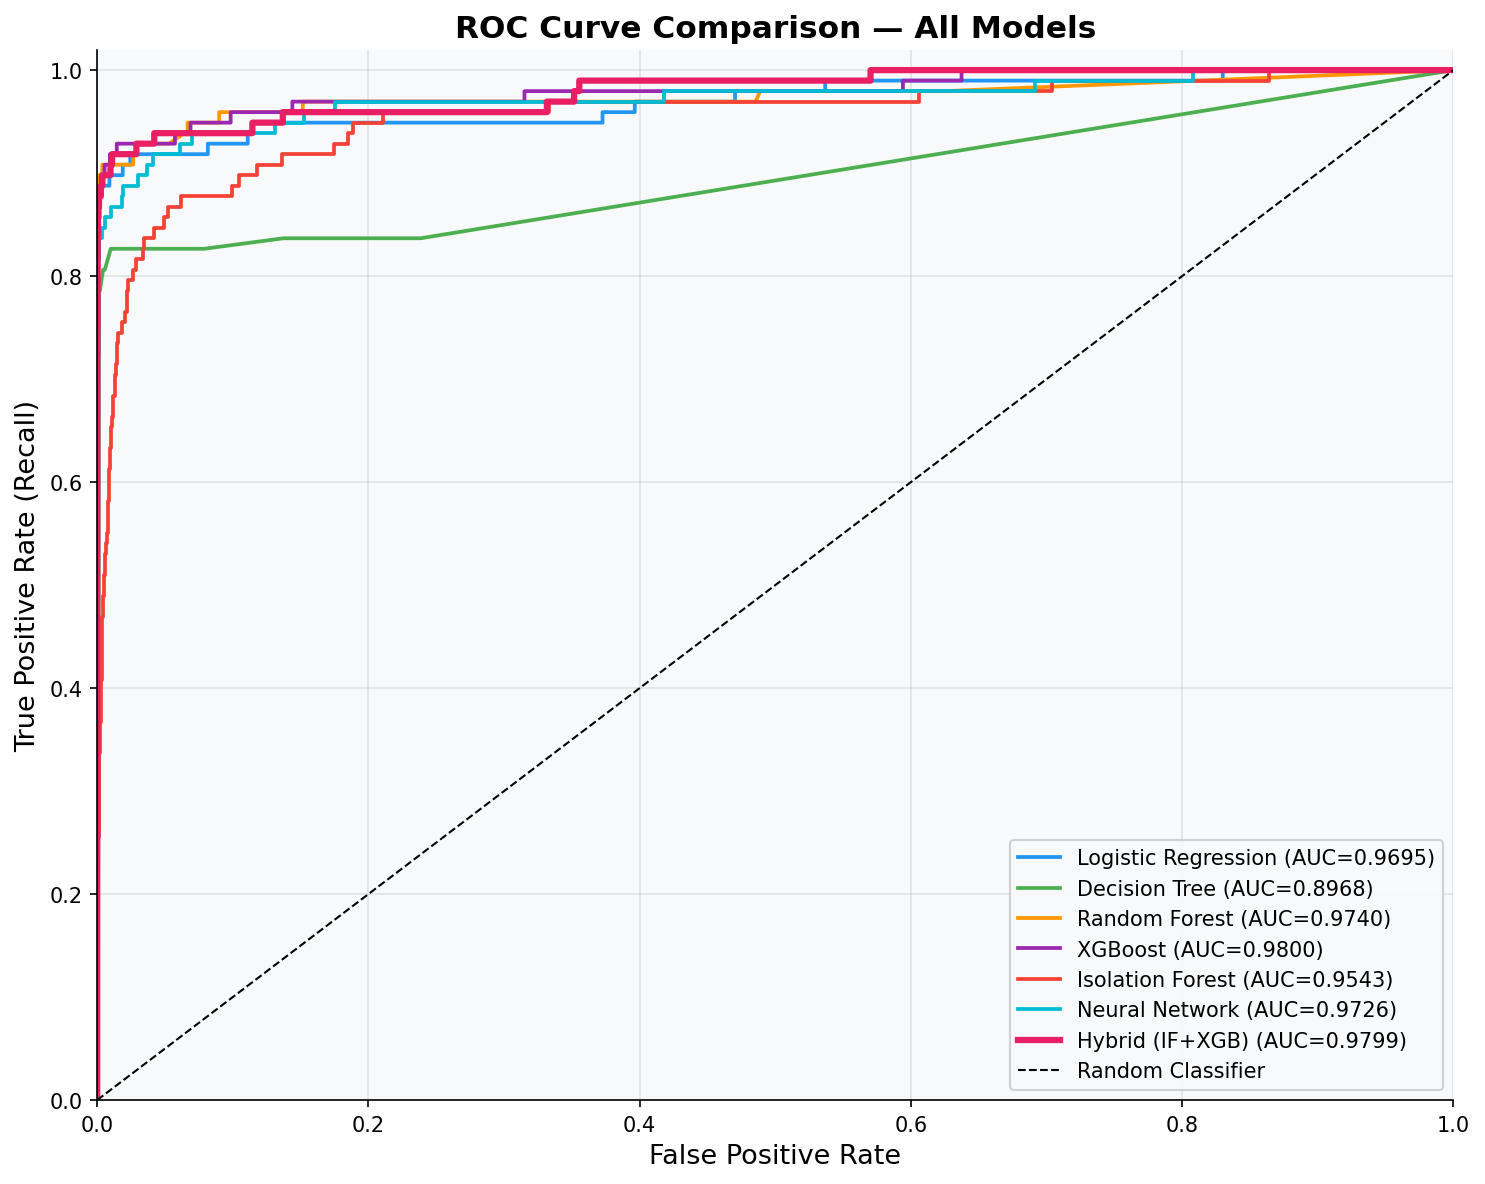 ROC Curve Comparison — All Models
1.0
0.8
0.6
0.4
0.2
0.0
True Positive Rate (Recall)
Logistic Regression (AUC=0.9695)
Decision Tree (AUC=0.8968)
Random Forest (AUC=0.9740)
XGBoost (AUC=0.9800)
Isolation Forest (AUC=0.9543)
Neural Network (AUC=0.9726)
Hybrid (IF+XGB) (AUC=0.9799)
Random Classifier
0.0 0.2 0.4 0.6 0.8 1.0
False Positive Rate